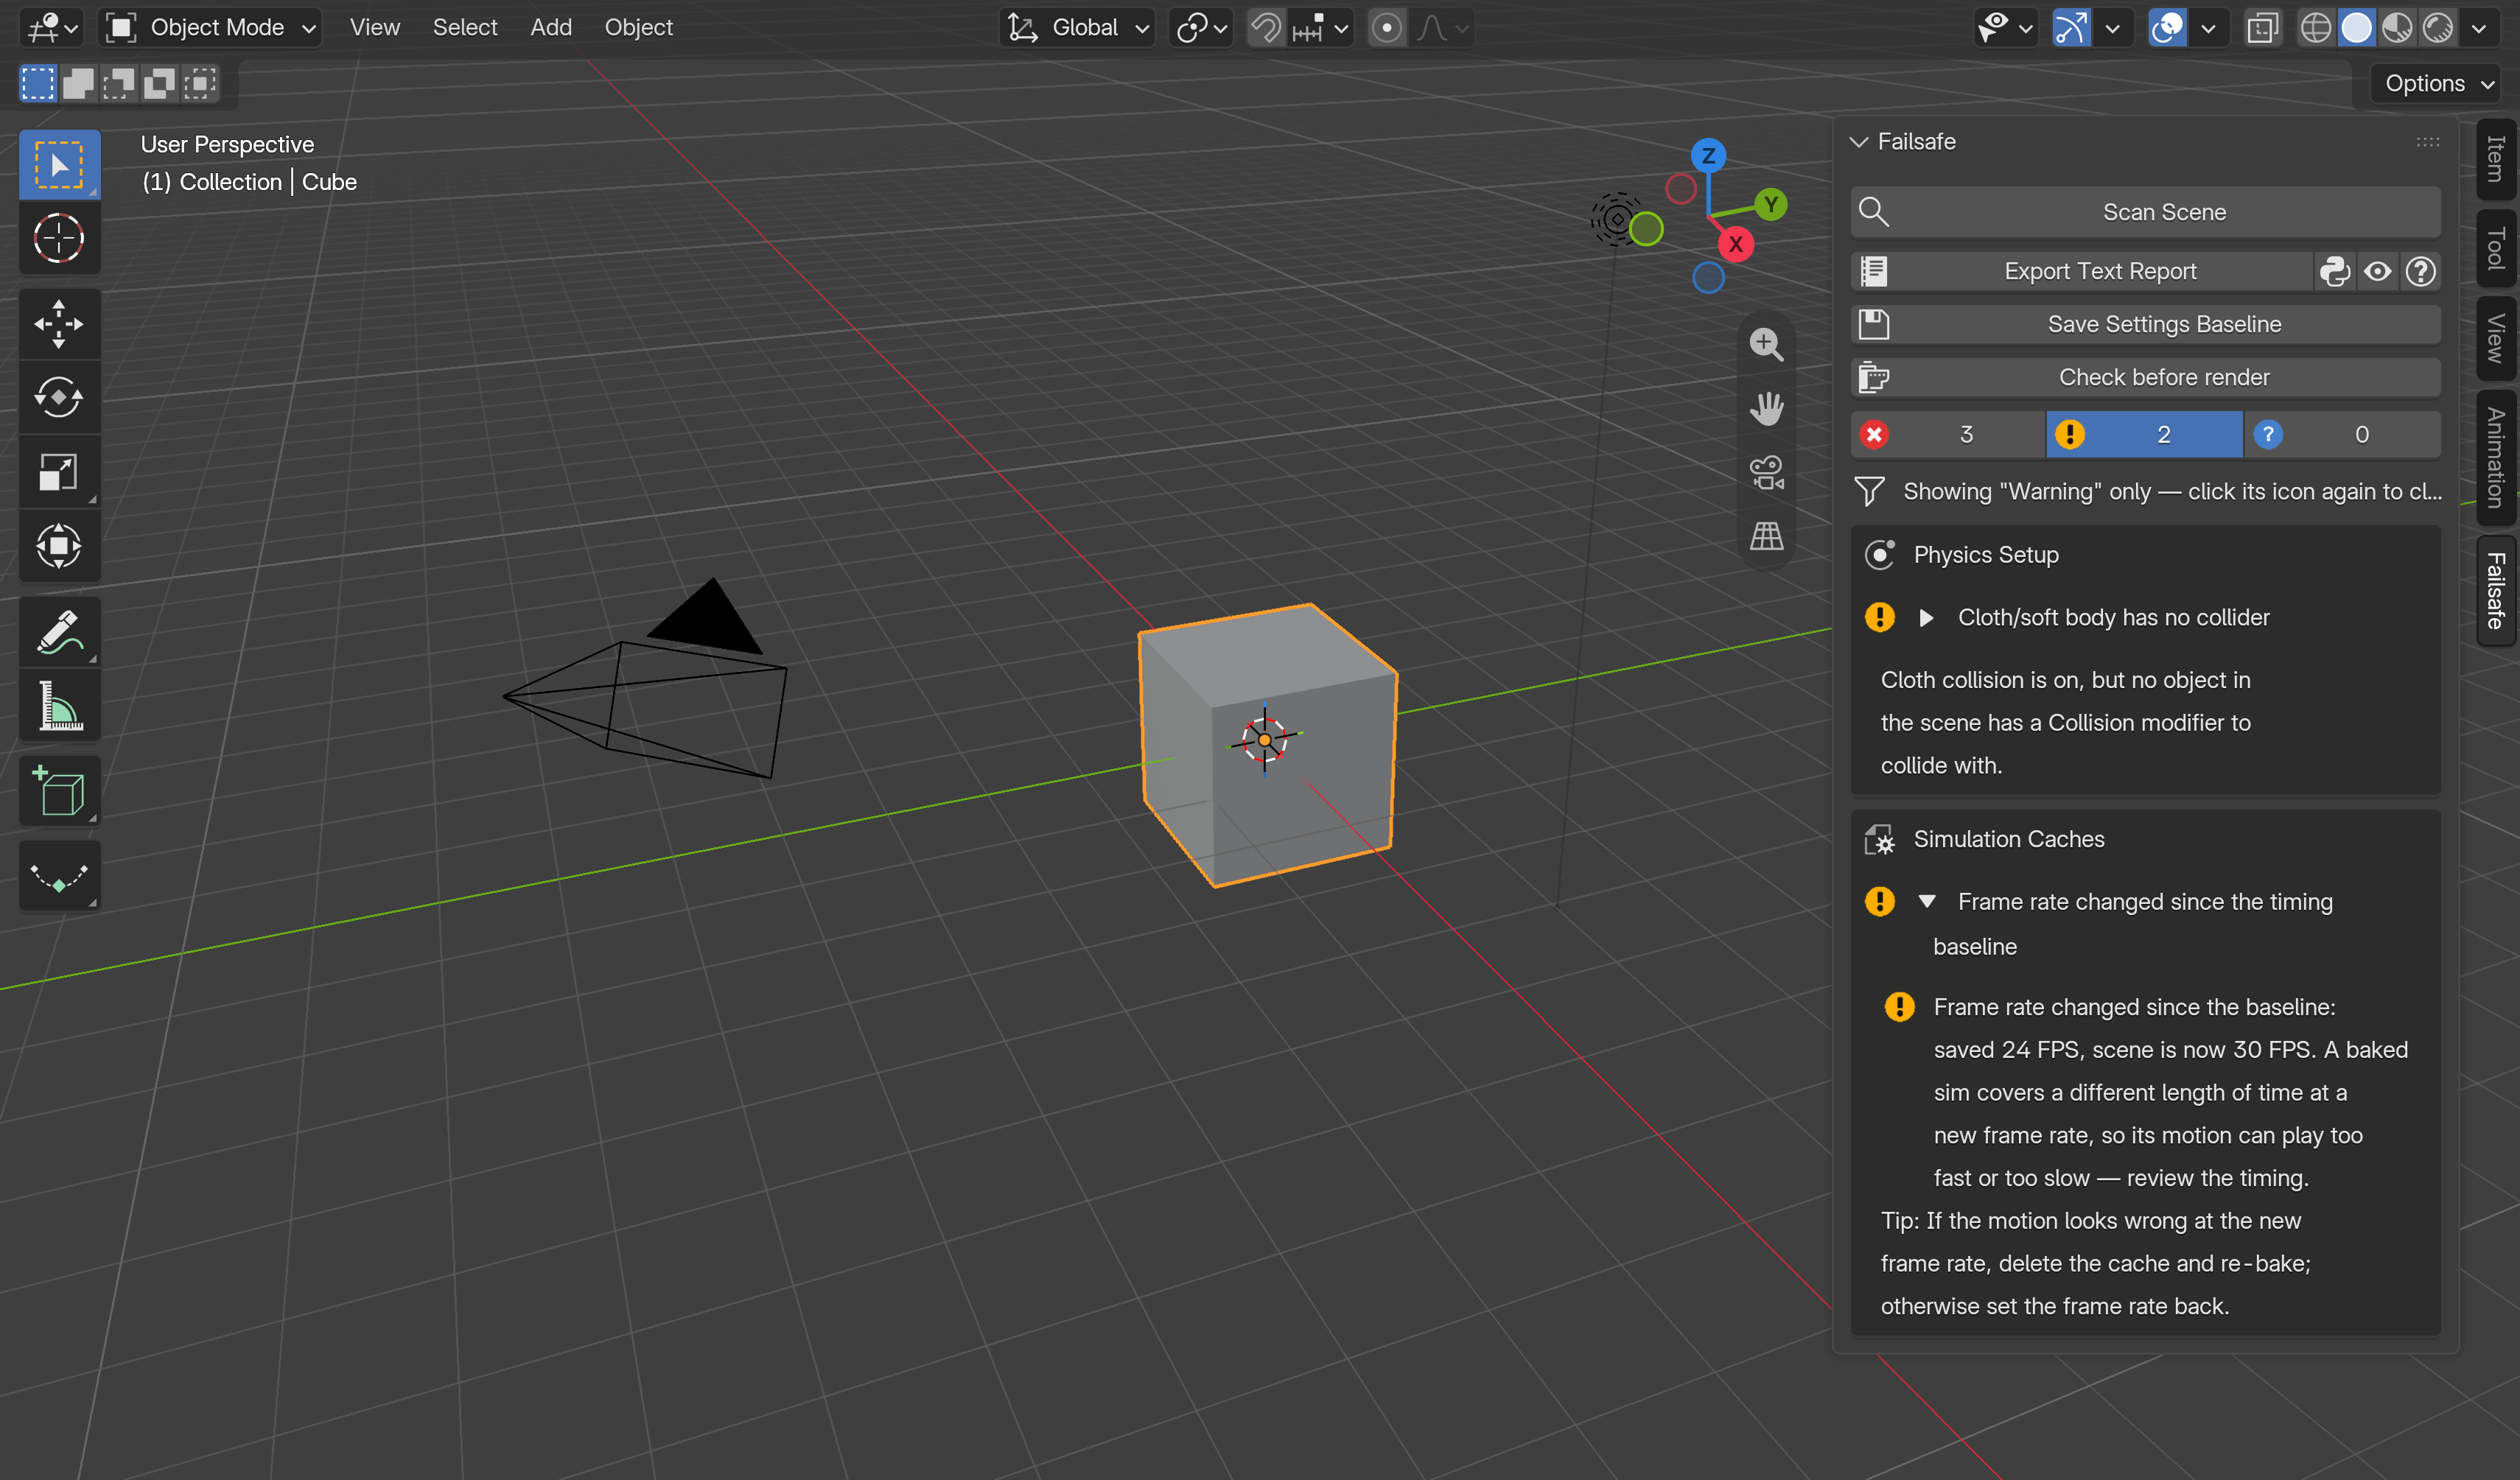 Object Mode View Select Add Object Global
Options
User Perspective
(1) Collection | Cube
Z
Y
X
Failsafe
Scan Scene
Export Text Report
Save Settings Baseline
Check before render
3 2 0
Showing "Warning" only — click its icon again to cl...
Physics Setup
Cloth/soft body has no collider
Cloth collision is on, but no object in
the scene has a Collision modifier to
collide with.
Simulation Caches
Frame rate changed since the timing
baseline
Frame rate changed since the baseline:
saved 24 FPS, scene is now 30 FPS. A baked
sim covers a different length of time at a
new frame rate, so its motion can play too
fast or too slow — review the timing.
Tip: If the motion looks wrong at the new
frame rate, delete the cache and re-bake;
otherwise set the frame rate back.
Item
Tool
View
Animation
Failsafe